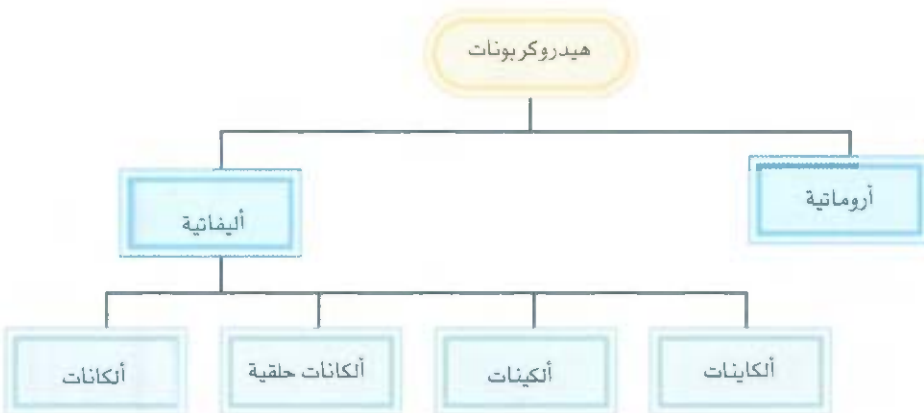 هيدروكربونات
أروماتية
أليفاتية
ألكاينات
ألكينات
ألكانات حلقية
ألكانات